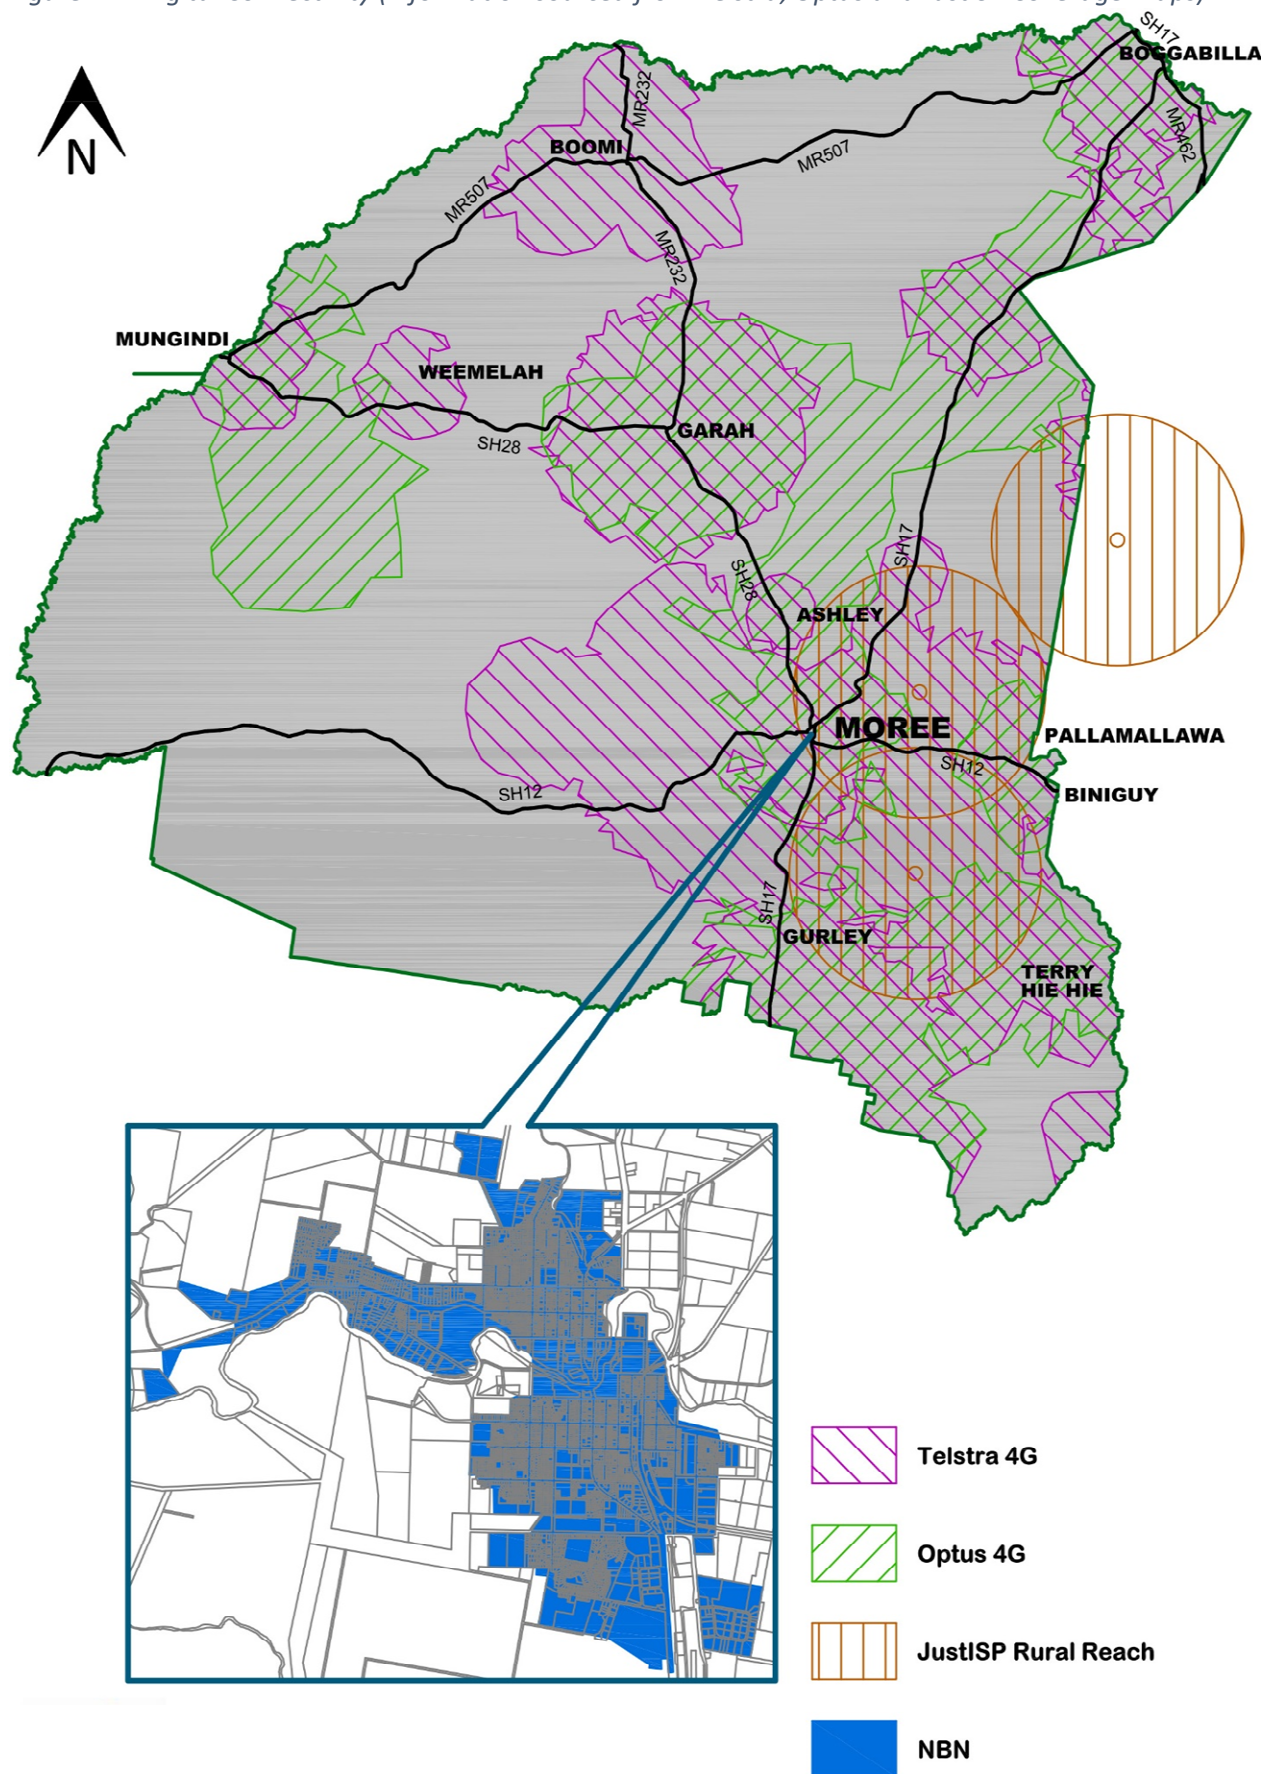 SH17
BOGGABILLA
MR232
MR462
N
BOOMI
MR507
MR507
MR232
MUNGINDI
WEEMELAH
GARAH
SH28
SH17
SH28
ASHLEY
MOREE
PALLAMALLAWA
SH12
BINIGUY
SH12
SH17
GURLEY
TERRY
HIE HIE
Telstra 4G
Optus 4G
JustISP Rural Reach
NBN